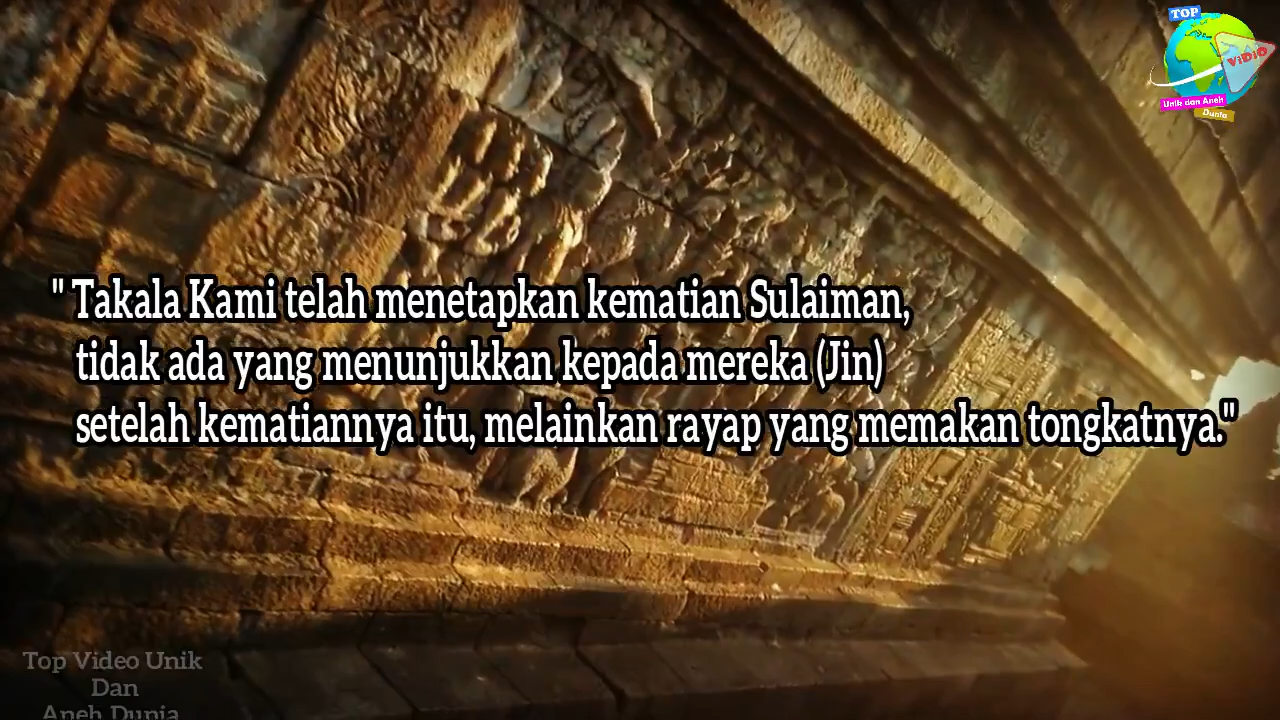 TOP
ViDiO
Unik dan Aneh
Dunia
" Takala Kami telah menetapkan kematian Sulaiman,
tidak ada yang menunjukkan kepada mereka (Jin)
setelah kematiannya itu, melainkan rayap yang memakan tongkatnya."
Top Video Unik
Dan
Aneh Dunia